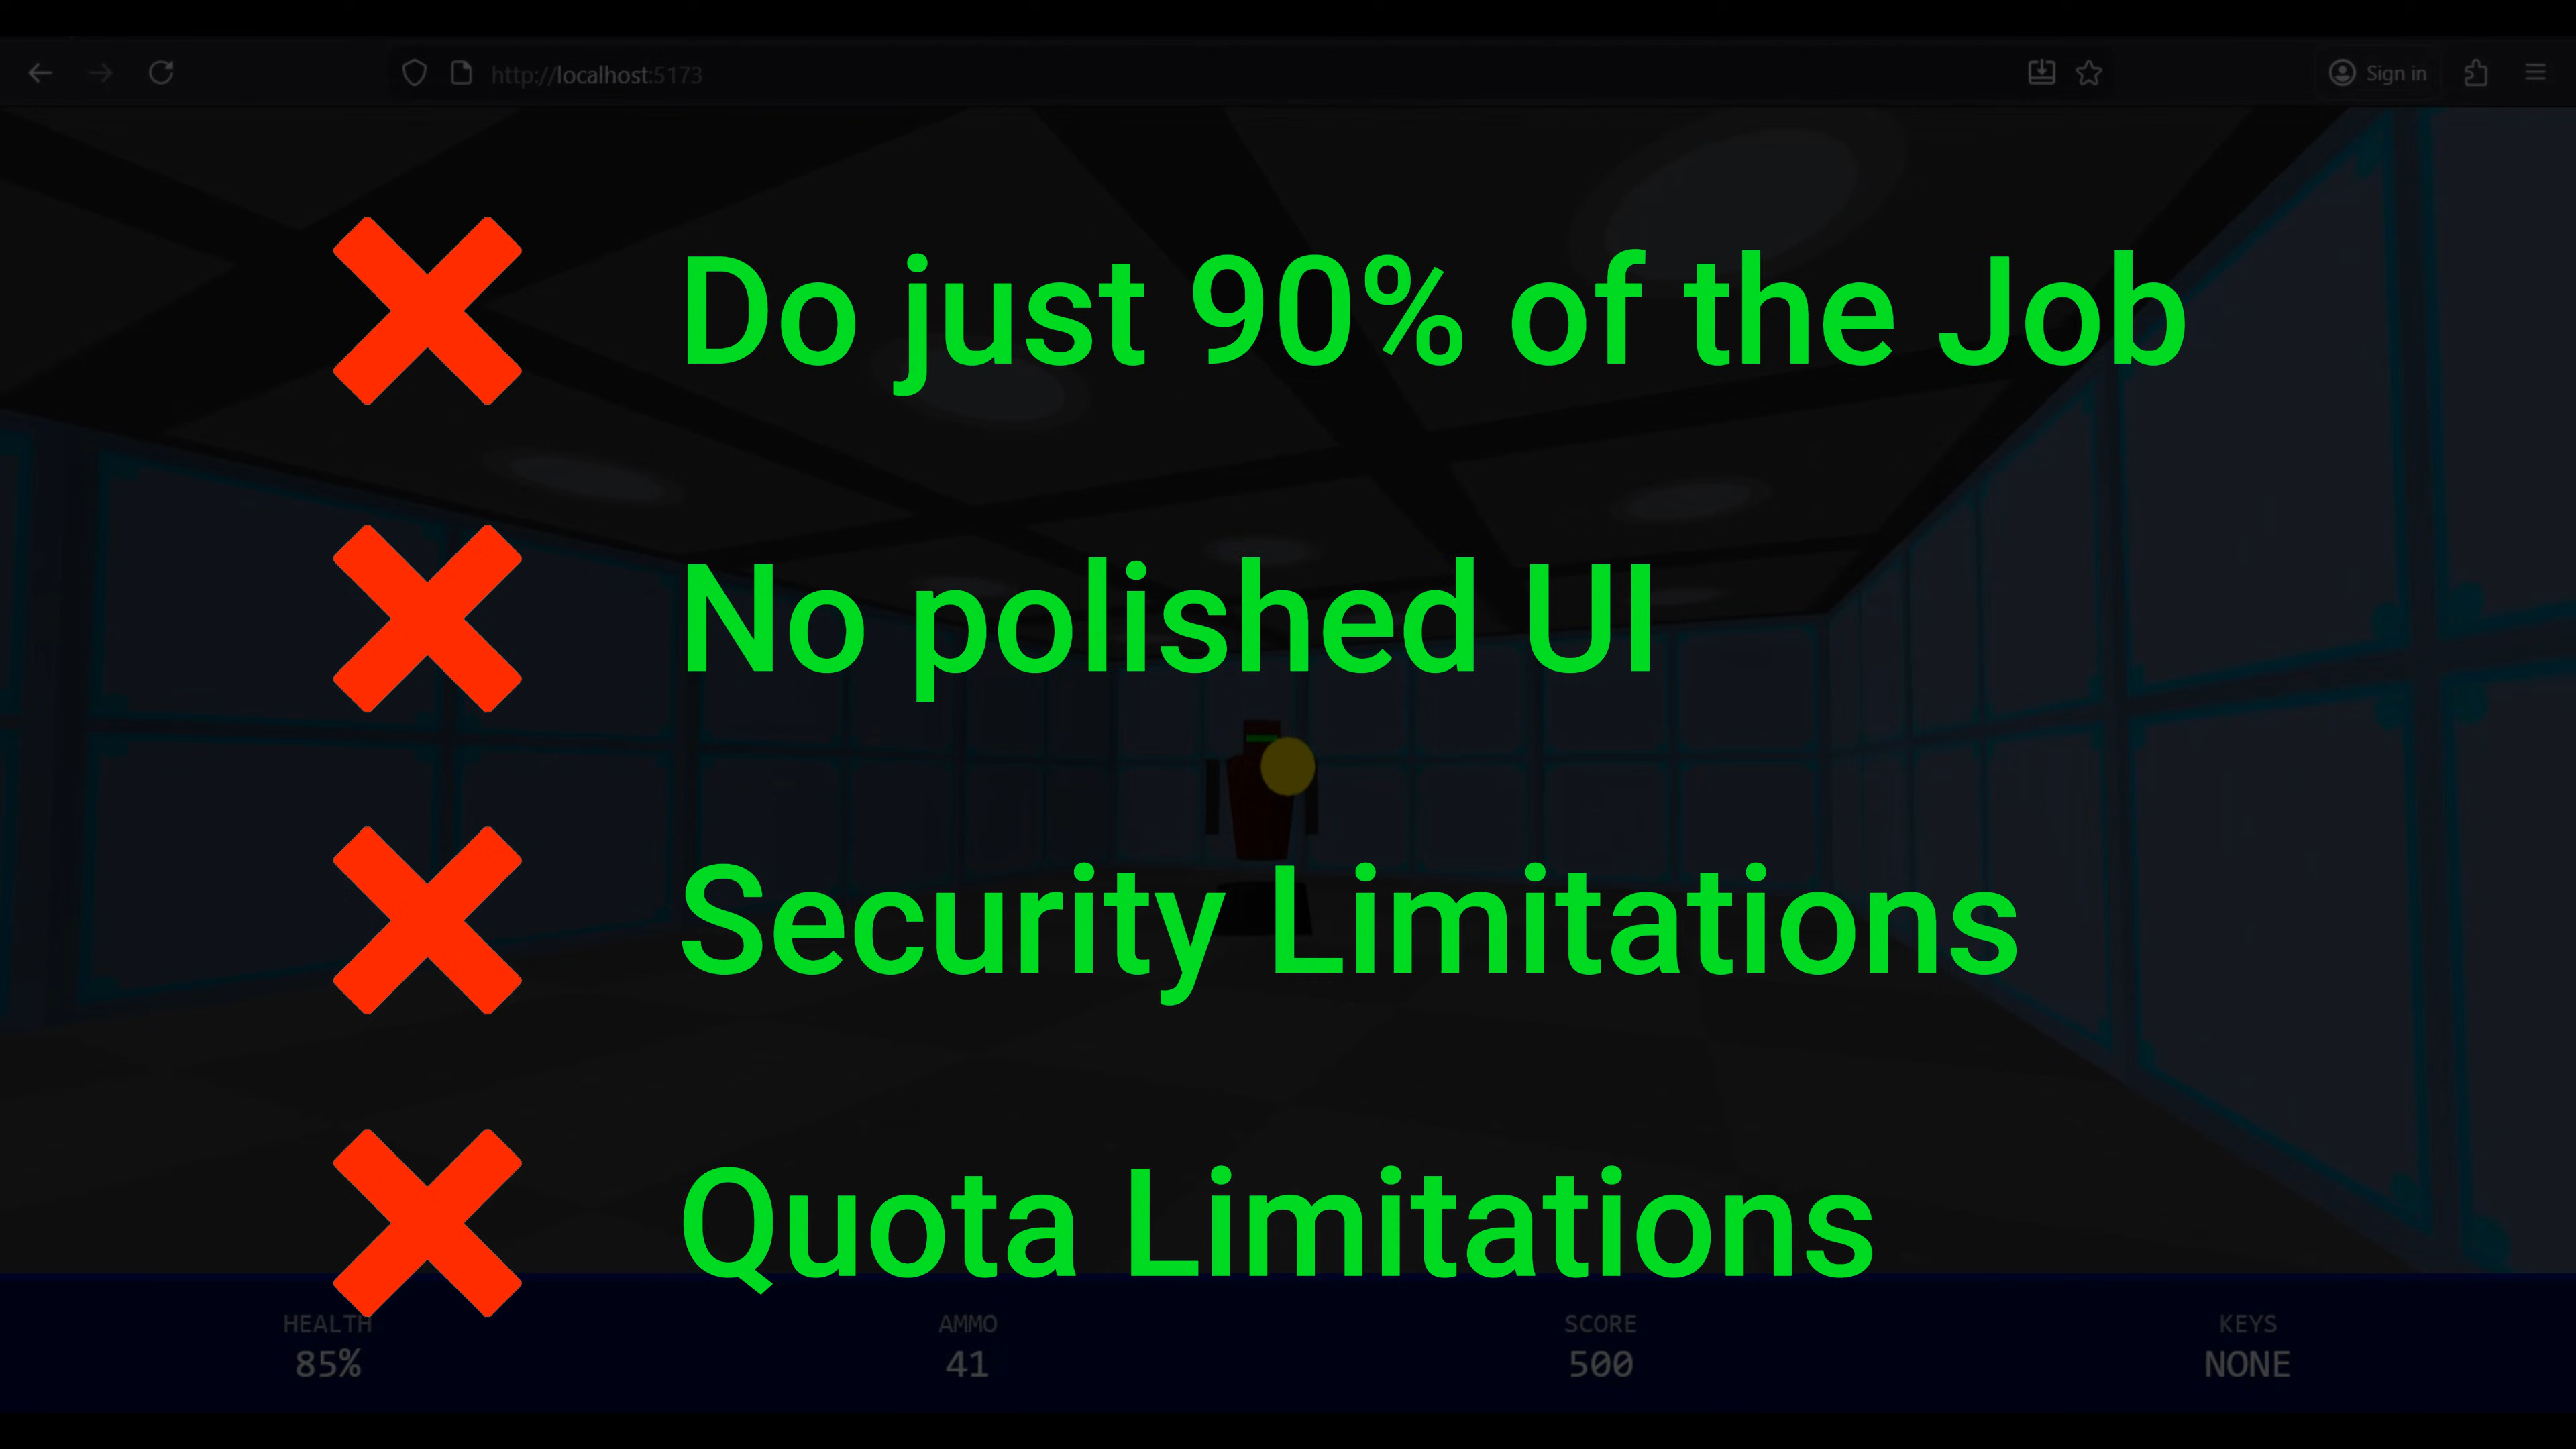 http://localhost:5173
Sign in
Do just 90% of the Job
No polished UI
Security Limitations
Quota Limitations
HEALTH AMMO SCORE KEYS
85% 41 500 NONE